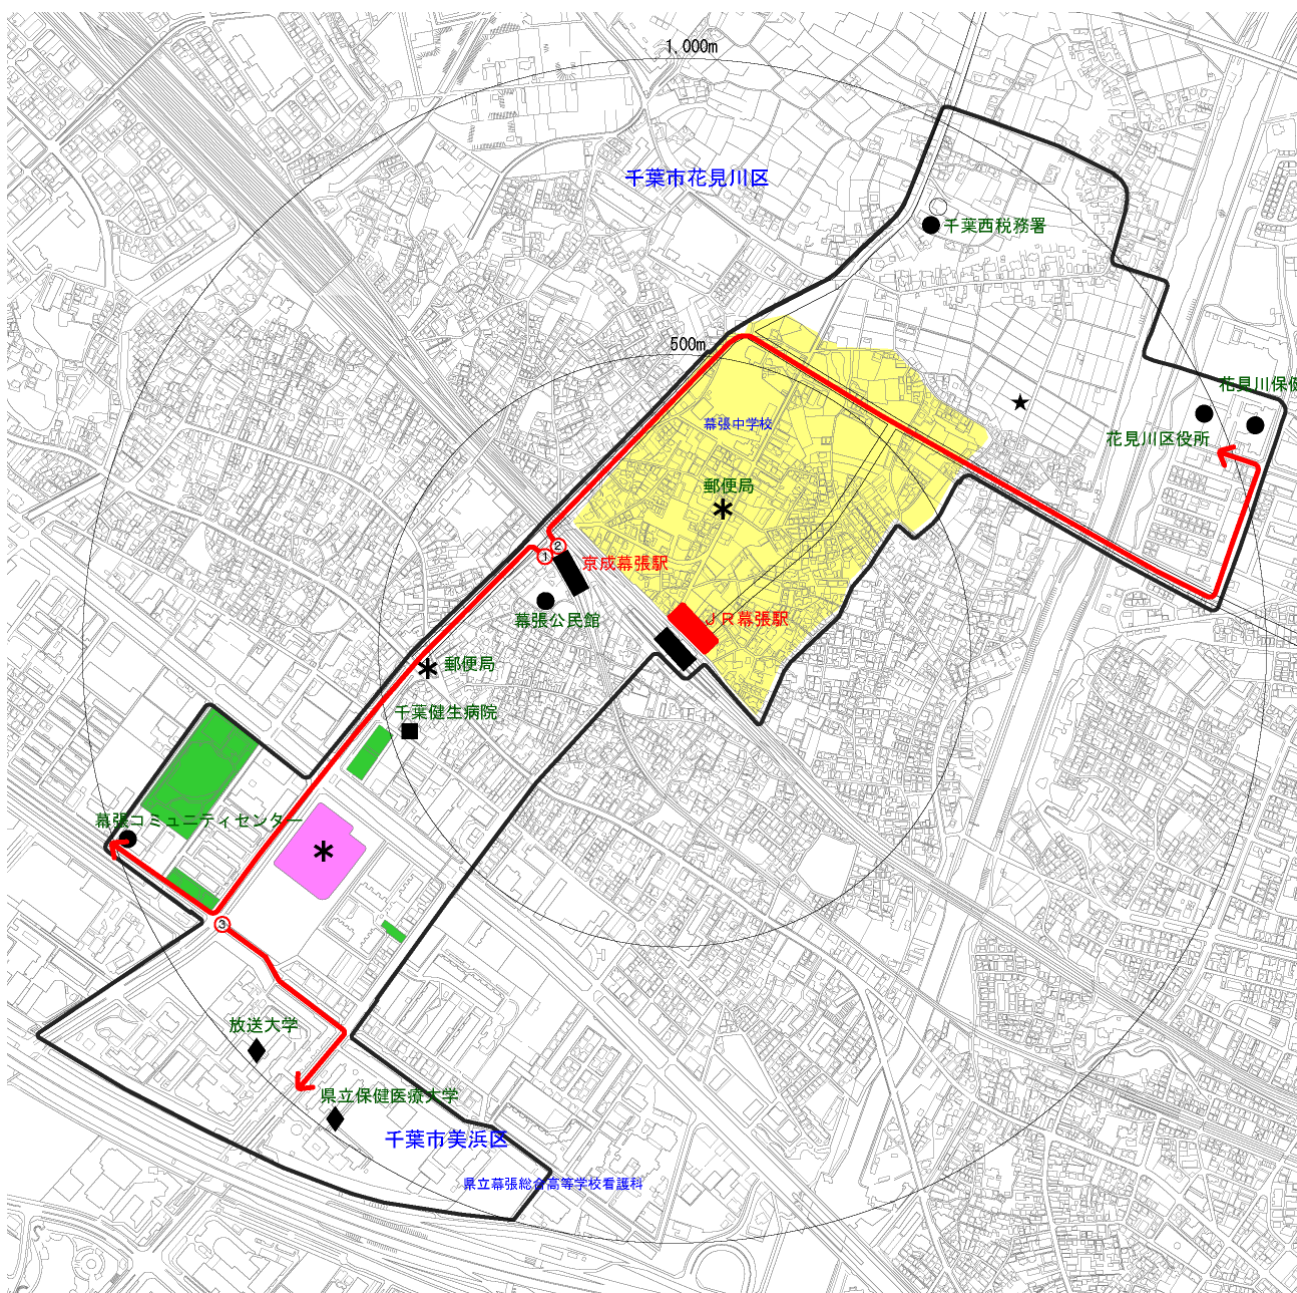 1,000m
千葉市花見川区
千葉西税務署
500m
花見川保健
幕張中学校
花見川区役所
郵便局
②
①
京成幕張駅
幕張公民館
JR幕張駅
郵便局
千葉健生病院
幕張コミュニティセンター
③
放送大学
県立保健医療大学
千葉市美浜区
県立幕張総合高等学校看護科